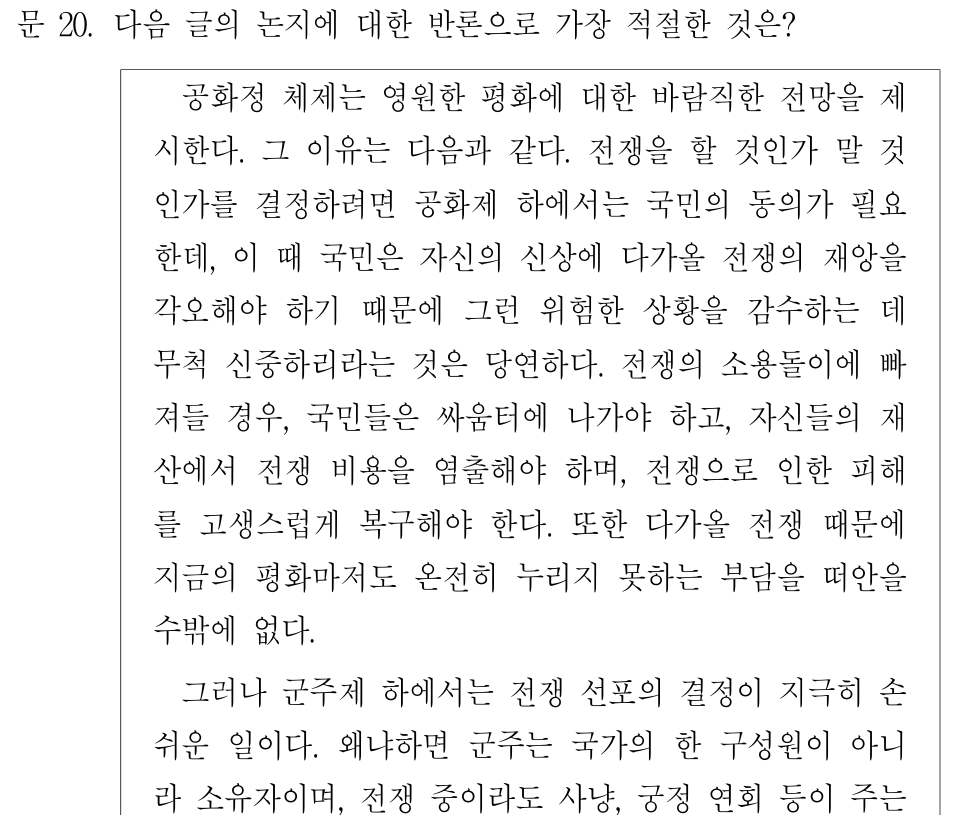 문 20. 다음 글의 논지에 대한 반론으로 가장 적절한 것은?
공화정 체제는 영원한 평화에 대한 바람직한 전망을 제
시한다. 그 이유는 다음과 같다. 전쟁을 할 것인가 말 것
인가를 결정하려면 공화제 하에서는 국민의 동의가 필요
한데, 이 때 국민은 자신의 신상에 다가올 전쟁의 재앙을
각오해야 하기 때문에 그런 위험한 상황을 감수하는 데
무척 신중하리라는 것은 당연하다. 전쟁의 소용돌이에 빠
져들 경우, 국민들은 싸움터에 나가야 하고, 자신들의 재
산에서 전쟁 비용을 염출해야 하며, 전쟁으로 인한 피해
를 고생스럽게 복구해야 한다. 또한 다가올 전쟁 때문에
지금의 평화마저도 온전히 누리지 못하는 부담을 떠안을
수밖에 없다.
그러나 군주제 하에서는 전쟁 선포의 결정이 지극히 손
쉬운 일이다. 왜냐하면 군주는 국가의 한 구성원이 아니
라 소유자이며, 전쟁 중이라도 사냥, 궁정 연회 등이 주는